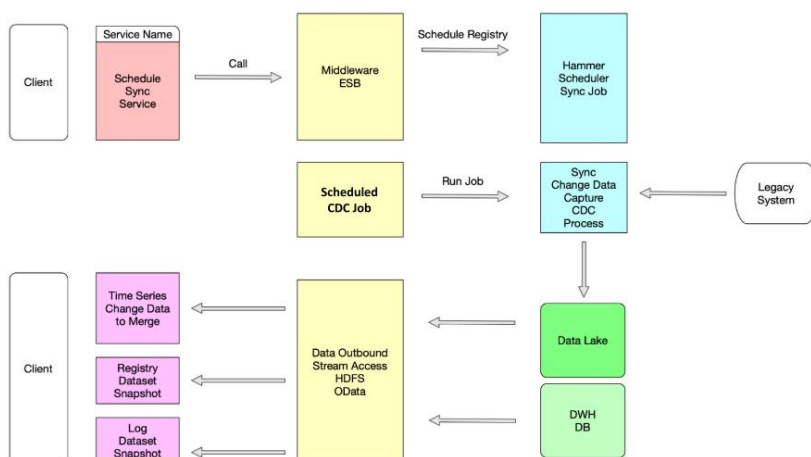 Service Name
Client
Schedule
Sync
Service
Call
Middleware
ESB
Schedule Registry
Hammer
Scheduler
Sync Job
Scheduled
CDC Job
Run Job
Sync
Change Data
Capture
CDC
Process
Legacy
System
Client
Time Series
Change Data
to Merge
Registry
Dataset
Snapshot
Log
Dataset
Snapshot
Data Outbound
Stream Access
HDFS
OData
Data Lake
DWH
DB